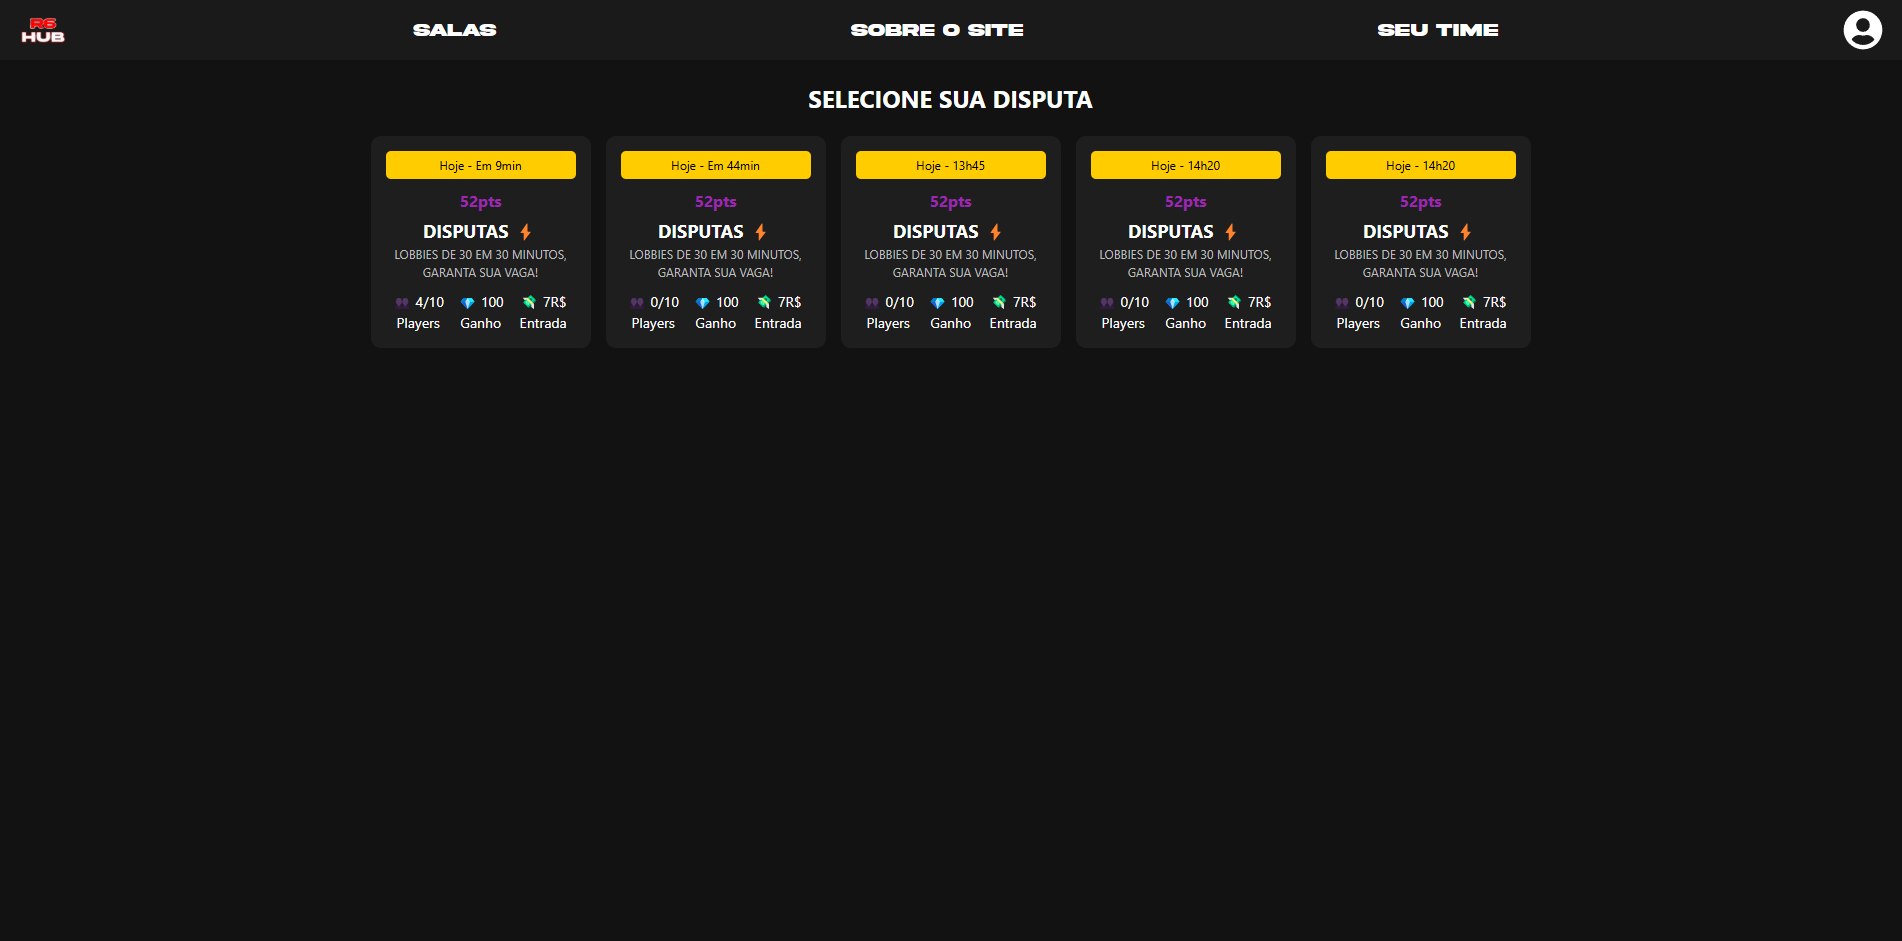 R6
HUB
SALAS
SOBRE O SITE
SEU TIME
SELECIONE SUA DISPUTA
Hoje - Em 9min
52pts
DISPUTAS
LOBBIES DE 30 EM 30 MINUTOS,
GARANTA SUA VAGA!
4/10 100 7R$
Players Ganho Entrada
Hoje - Em 44min
52pts
DISPUTAS
LOBBIES DE 30 EM 30 MINUTOS,
GARANTA SUA VAGA!
0/10 100 7R$
Players Ganho Entrada
Hoje - 13h45
52pts
DISPUTAS
LOBBIES DE 30 EM 30 MINUTOS,
GARANTA SUA VAGA!
0/10 100 7R$
Players Ganho Entrada
Hoje - 14h20
52pts
DISPUTAS
LOBBIES DE 30 EM 30 MINUTOS,
GARANTA SUA VAGA!
0/10 100 7R$
Players Ganho Entrada
Hoje - 14h20
52pts
DISPUTAS
LOBBIES DE 30 EM 30 MINUTOS,
GARANTA SUA VAGA!
0/10 100 7R$
Players Ganho Entrada